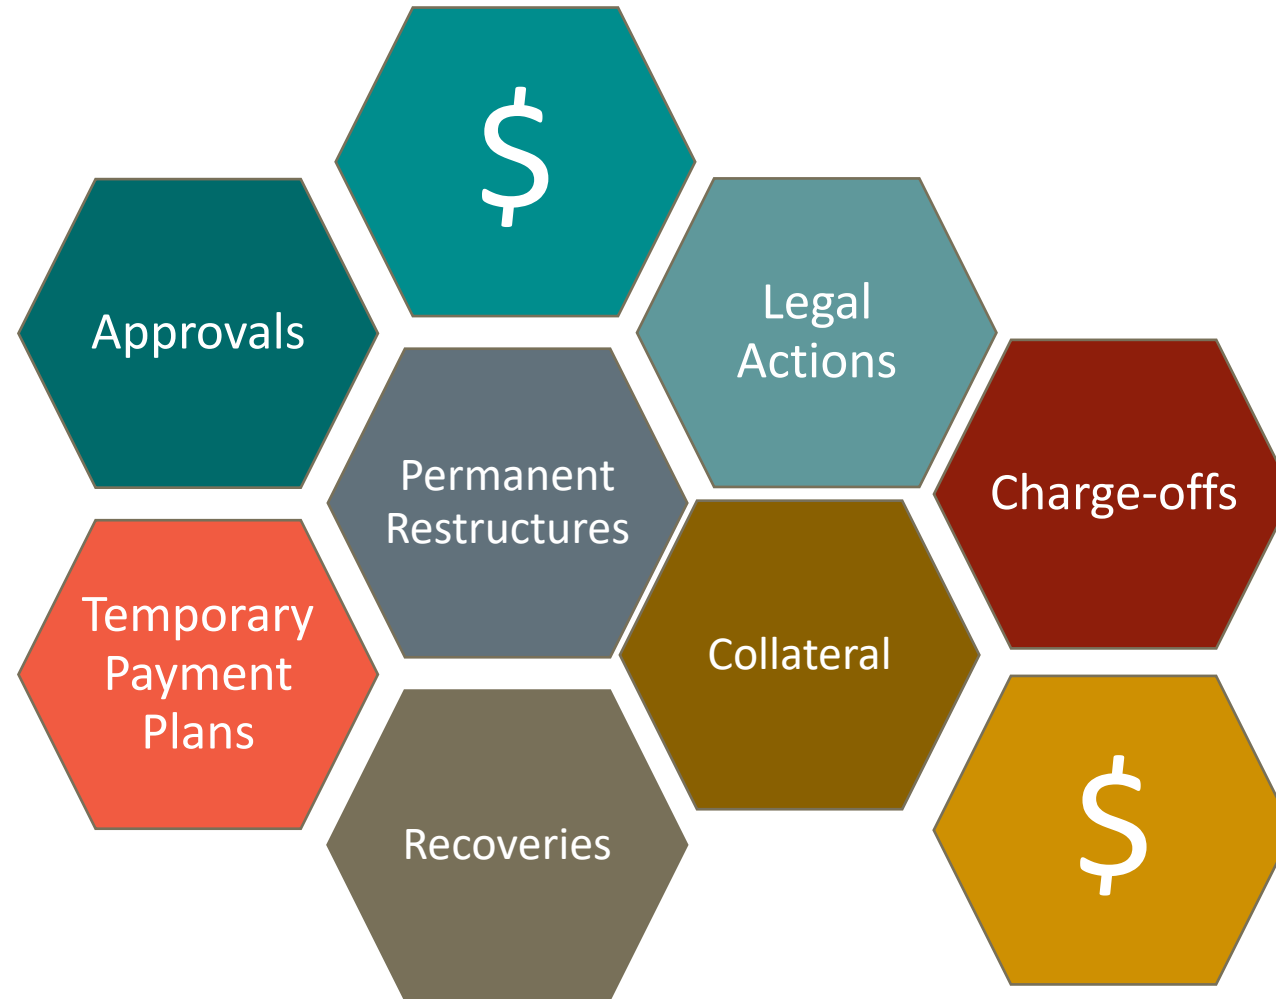 $
Approvals
Legal
Actions
Permanent
Restructures
Charge-offs
Temporary
Payment
Plans
Collateral
Recoveries
$